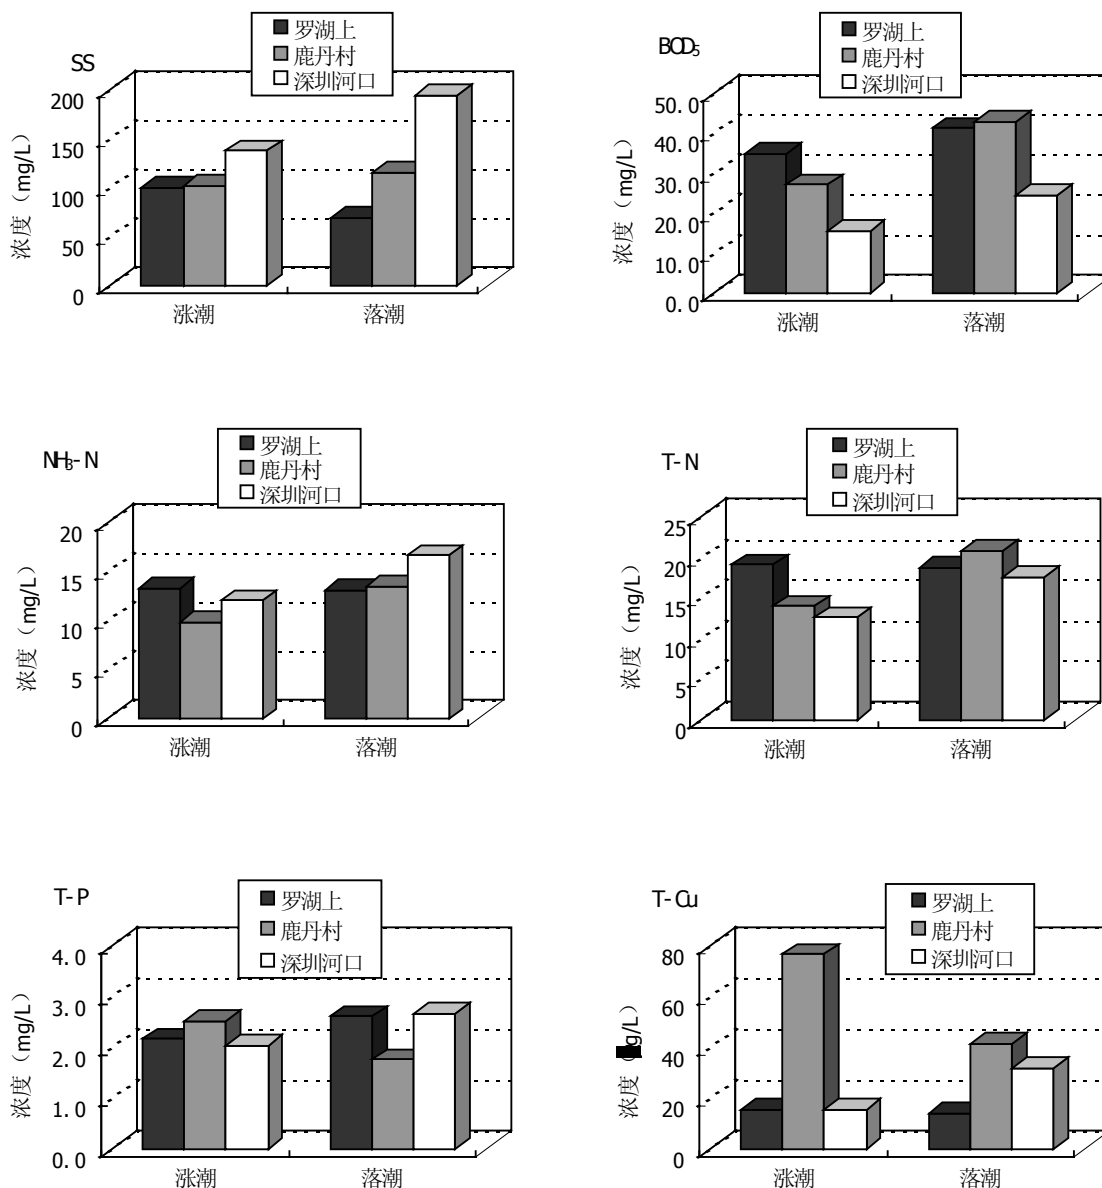 SS
罗湖上
鹿丹村
深圳河口
浓度（mg/L）
200
150
100
50
0
涨潮
落潮
BOD₅
罗湖上
鹿丹村
深圳河口
浓度（mg/L）
50.0
40.0
30.0
20.0
10.0
0.0
涨潮
落潮
NH₃-N
罗湖上
鹿丹村
深圳河口
浓度（mg/L）
20
15
10
5
0
涨潮
落潮
T-N
罗湖上
鹿丹村
深圳河口
浓度（mg/L）
25
20
15
10
5
0
涨潮
落潮
T-P
罗湖上
鹿丹村
深圳河口
浓度（mg/L）
4.0
3.0
2.0
1.0
0.0
涨潮
落潮
T-Cu
罗湖上
鹿丹村
深圳河口
浓度（g/L）
80
60
40
20
0
涨潮
落潮